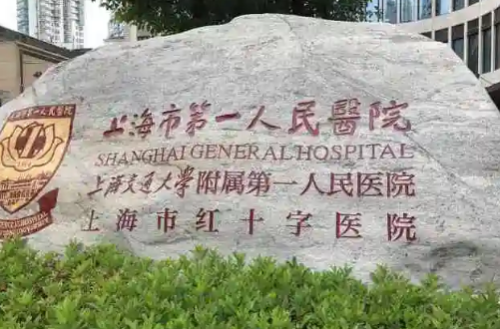 上海市第一人民醫院
SHANGHAI GENERAL HOSPITAL
上海交通大學附属第一人民医院
上海市红十字医院